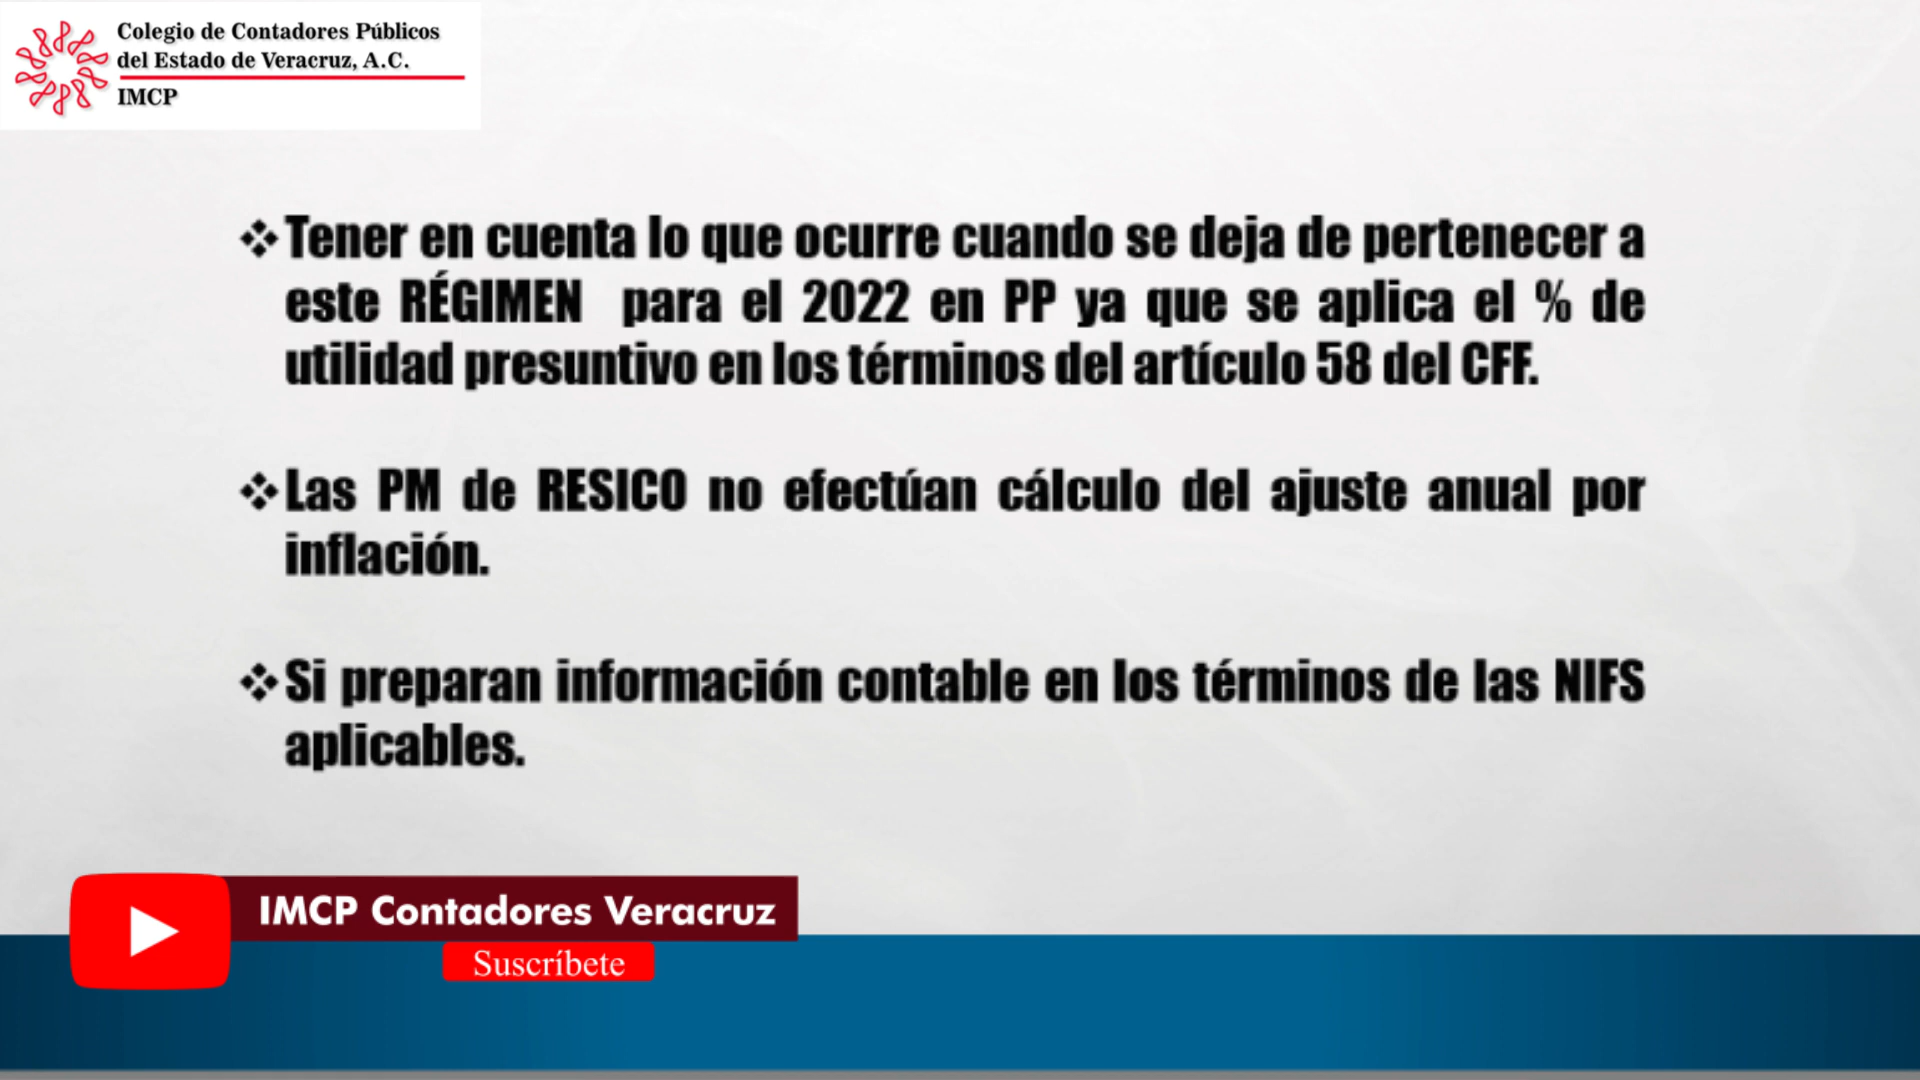 Colegio de Contadores Públicos
del Estado de Veracruz, A.C.
IMCP
❖Tener en cuenta lo que ocurre cuando se deja de pertenecer a
este RÉGIMEN para el 2022 en PP ya que se aplica el % de
utilidad presuntivo en los términos del artículo 58 del CFF.
❖Las PM de RESICO no efectúan cálculo del ajuste anual por
inflación.
❖Si preparan información contable en los términos de las NIFS
aplicables.
IMCP Contadores Veracruz
Suscríbete